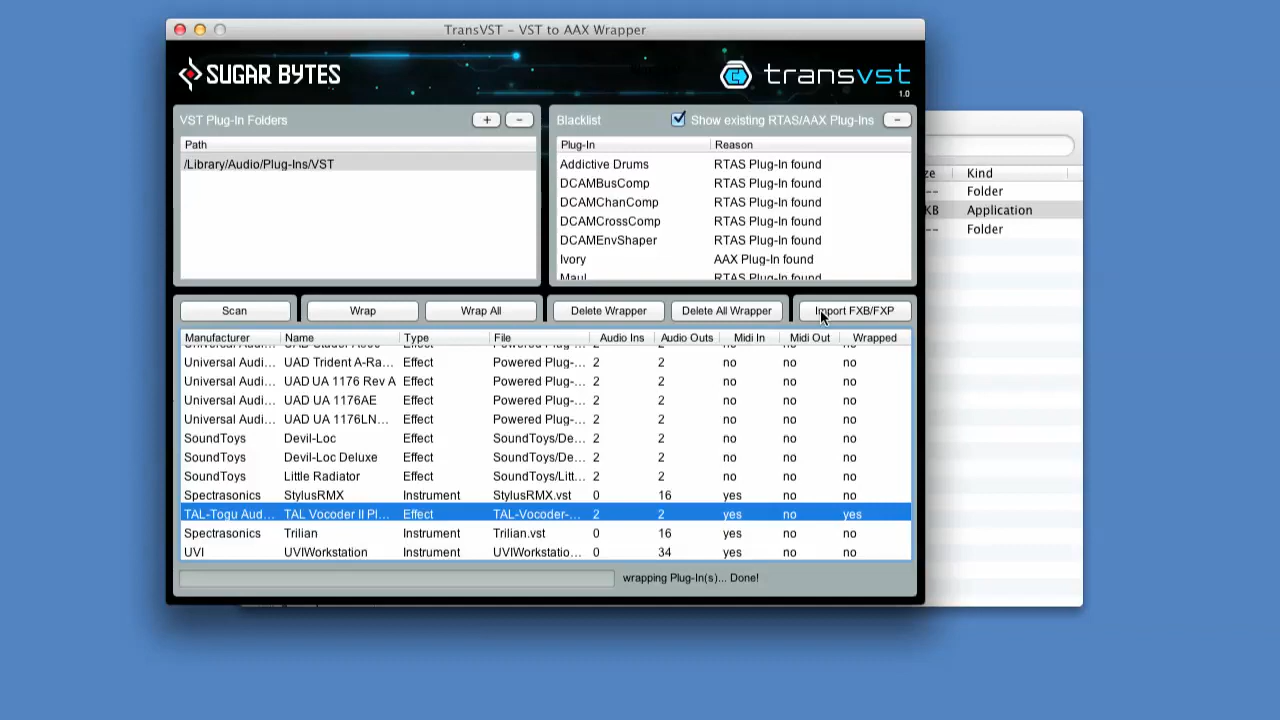 TransVST – VST to AAX Wrapper
SUGAR BYTES
transvst
1.0
VST Plug-In Folders + -
Blacklist Show existing RTAS/AAX Plug-Ins -
Path
/Library/Audio/Plug-Ins/VST
Plug-In Reason
Addictive Drums RTAS Plug-In found
DCAMBusComp RTAS Plug-In found
DCAMChanComp RTAS Plug-In found
DCAMCrossComp RTAS Plug-In found
DCAMEnvShaper RTAS Plug-In found
Ivory AAX Plug-In found
Maul RTAS Plug-In found
ze Kind
-- Folder
KB Application
-- Folder
Scan Wrap Wrap All Delete Wrapper Delete All Wrapper Import FXB/FXP
Manufacturer Name Type File Audio Ins Audio Outs Midi In Midi Out Wrapped
Universal Audi... UAD Trident A-Ra... Effect Powered Plug-... 2 2 no no no
Universal Audi... UAD UA 1176 Rev A Effect Powered Plug-... 2 2 no no no
Universal Audi... UAD UA 1176AE Effect Powered Plug-... 2 2 no no no
Universal Audi... UAD UA 1176LN... Effect Powered Plug-... 2 2 no no no
SoundToys Devil-Loc Effect SoundToys/De... 2 2 no no no
SoundToys Devil-Loc Deluxe Effect SoundToys/De... 2 2 no no no
SoundToys Little Radiator Effect SoundToys/Litt... 2 2 no no no
Spectrasonics StylusRMX Instrument StylusRMX.vst 0 16 yes no no
TAL-Togu Aud... TAL Vocoder II Pl... Effect TAL-Vocoder-... 2 2 yes no yes
Spectrasonics Trilian Instrument Trilian.vst 0 16 yes no no
UVI UVIWorkstation Instrument UVIWorkstatio... 0 34 yes no no
wrapping Plug-In(s)... Done!